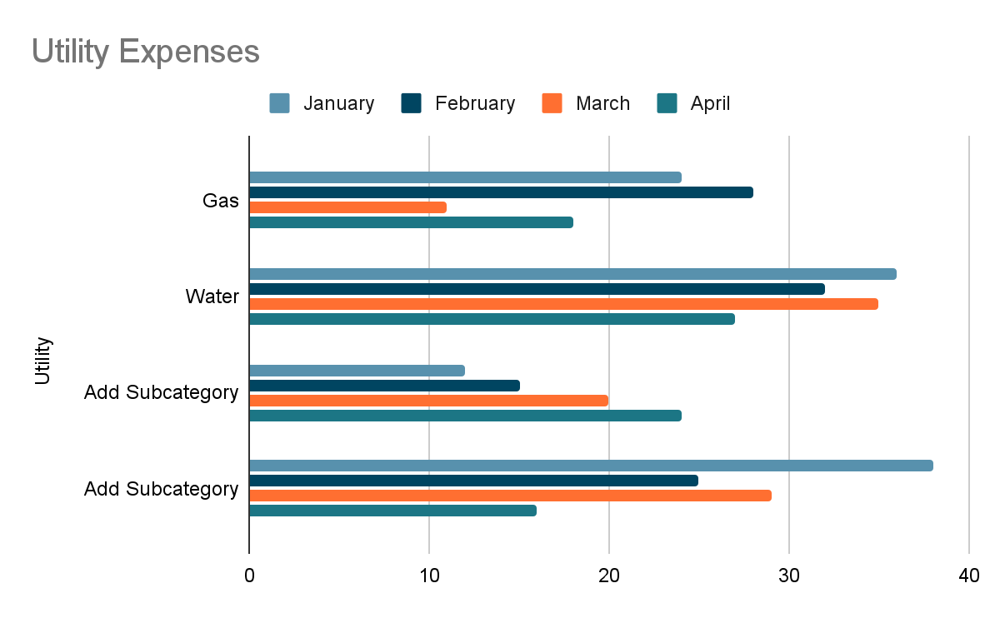 Utility Expenses
January February March April
Gas
Water
Utility
Add Subcategory
Add Subcategory
0 10 20 30 40